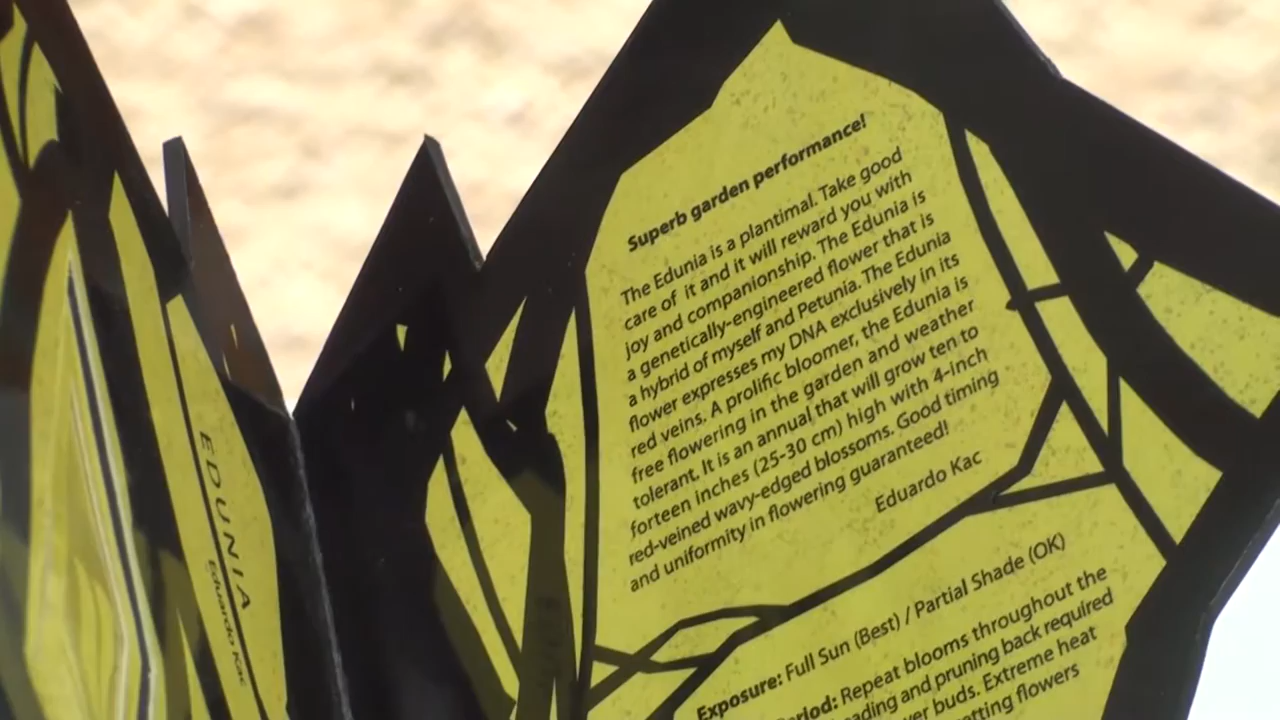 EDUNIA
Eduardo Kac
Superb garden performance!
The Edunia is a plantimal. Take good
care of it and it will reward you with
joy and companionship. The Edunia is
a genetically-engineered flower that is
a hybrid of myself and Petunia. The Edunia
flower expresses my DNA exclusively in its
red veins. A prolific bloomer, the Edunia is
free flowering in the garden and weather
tolerant. It is an annual that will grow ten to
forteen inches (25-30 cm) high with 4-inch
red-veined wavy-edged blossoms. Good timing
and uniformity in flowering guaranteed!
Eduardo Kac
Exposure: Full Sun (Best) / Partial Shade (OK)
Repeat blooms throughout the
and pruning back required
buds. Extreme heat
flowers